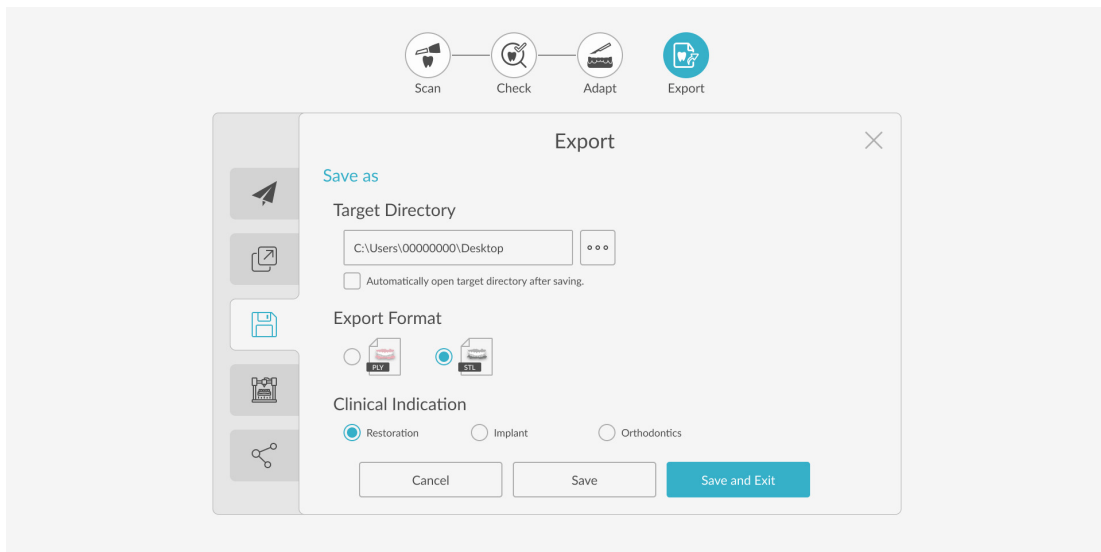 Scan
Check
Adapt
Export
Export
Save as
Target Directory
C:\Users\00000000\Desktop
Automatically open target directory after saving.
Export Format
PLY
STL
Clinical Indication
Restoration
Implant
Orthodontics
Cancel
Save
Save and Exit